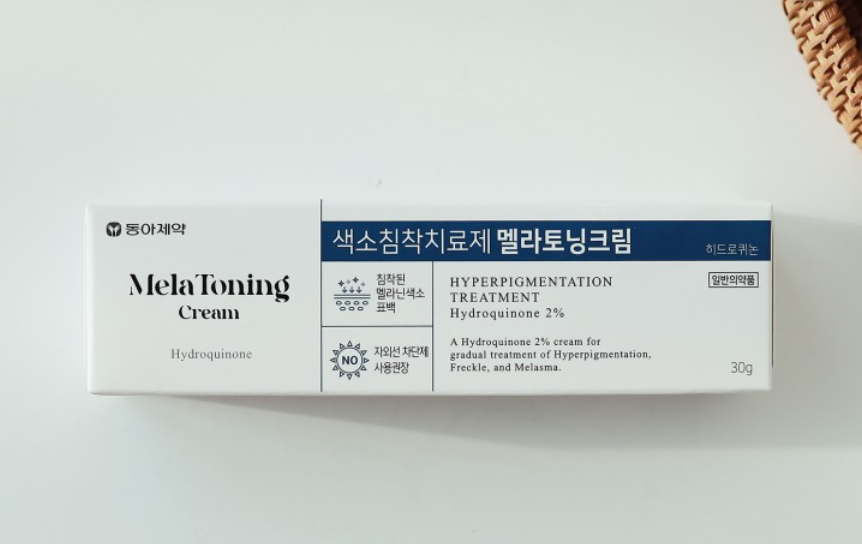 동아제약
MelaToning
Cream
Hydroquinone
색소침착치료제 멜라토닝크림
히드로퀴논
침착된
멜라닌색소
표백
NO
자외선 차단제
사용권장
HYPERPIGMENTATION
TREATMENT
Hydroquinone 2%
일반의약품
A Hydroquinone 2% cream for
gradual treatment of Hyperpigmentation,
Freckle, and Melasma.
30g